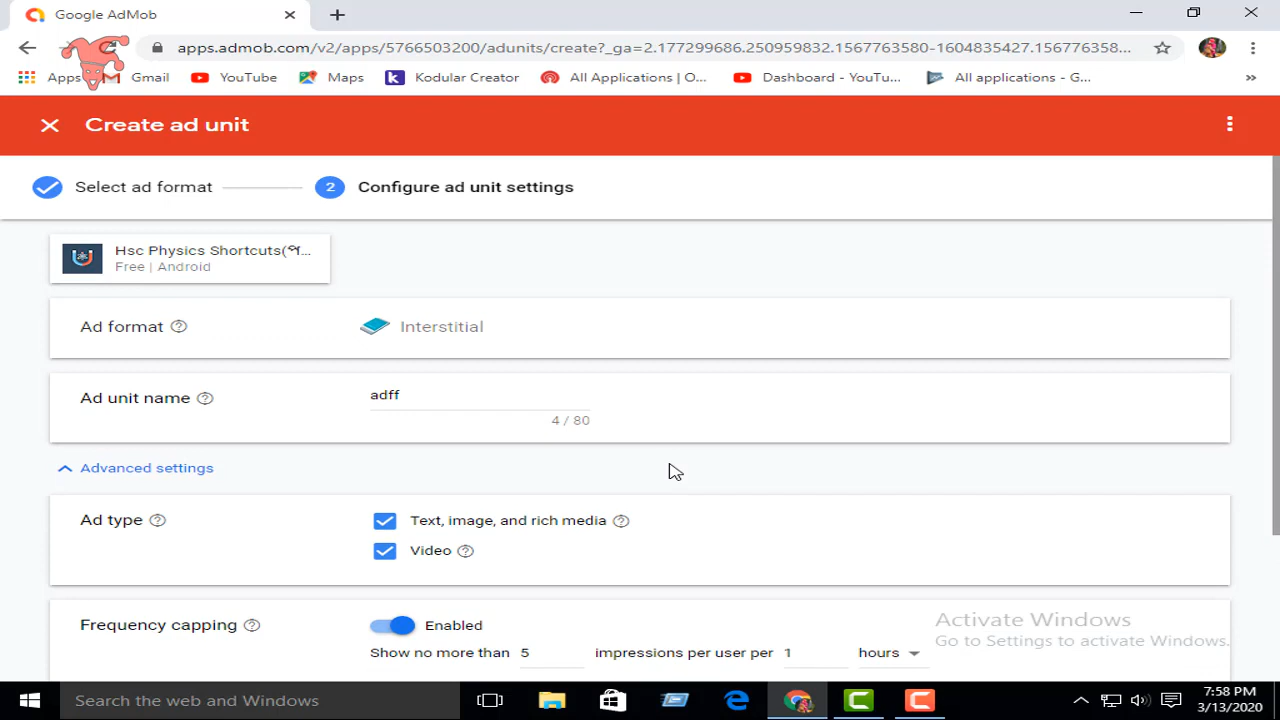 Google AdMob
apps.admob.com/v2/apps/5766503200/adunits/create?_ga=2.177299686.250959832.1567763580-1604835427.156776358...
Apps Gmail YouTube Maps Kodular Creator All Applications | O... Dashboard - YouTu... All applications - G...
Create ad unit
Select ad format 2 Configure ad unit settings
Hsc Physics Shortcuts(প...
Free | Android
Ad format Interstitial
Ad unit name adff
4 / 80
Advanced settings
Ad type Text, image, and rich media
Video
Frequency capping Enabled
Show no more than 5 impressions per user per 1 hours
Activate Windows
Go to Settings to activate Windows.
Search the web and Windows
7:58 PM
3/13/2020